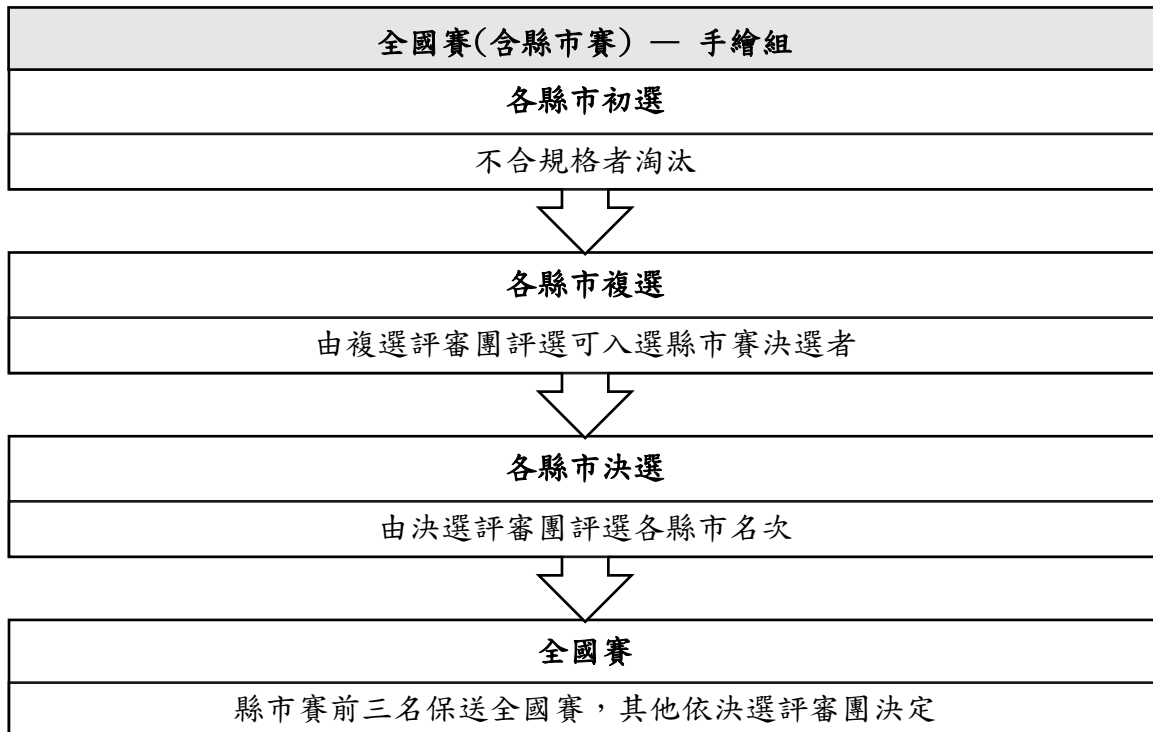 全國賽(含縣市賽) — 手繪組
各縣市初選
不合規格者淘汰
各縣市複選
由複選評審團評選可入選縣市賽決選者
各縣市決選
由決選評審團評選各縣市名次
全國賽
縣市賽前三名保送全國賽，其他依決選評審團決定